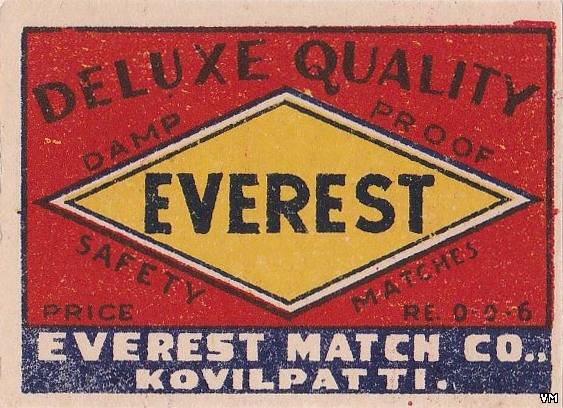 DELUXE QUALITY
DAMP PROOF
EVEREST
SAFETY MATCHES
PRICE RE. 0-0-6
EVEREST MATCH CO.,
KOVILPATTI.
VM